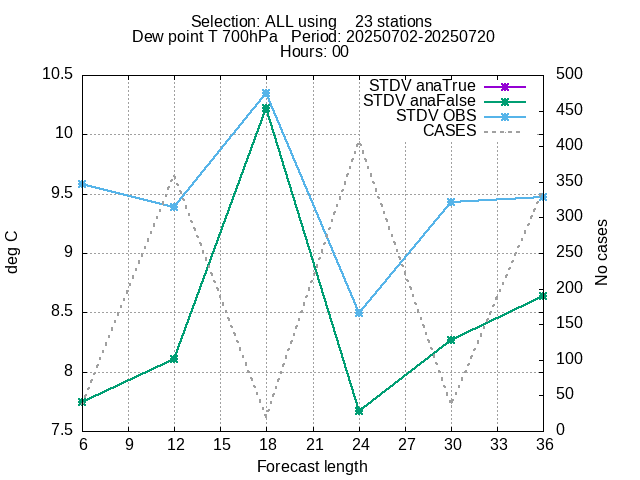 Selection: ALL using    23 stations
Dew point T 700hPa   Period: 20250702-20250720
Hours: 00
STDV anaTrue
STDV anaFalse
STDV OBS
CASES
10.5
10
9.5
9
8.5
8
7.5
deg C
500
450
400
350
300
250
200
150
100
50
0
No cases
6 9 12 15 18 21 24 27 30 33 36
Forecast length